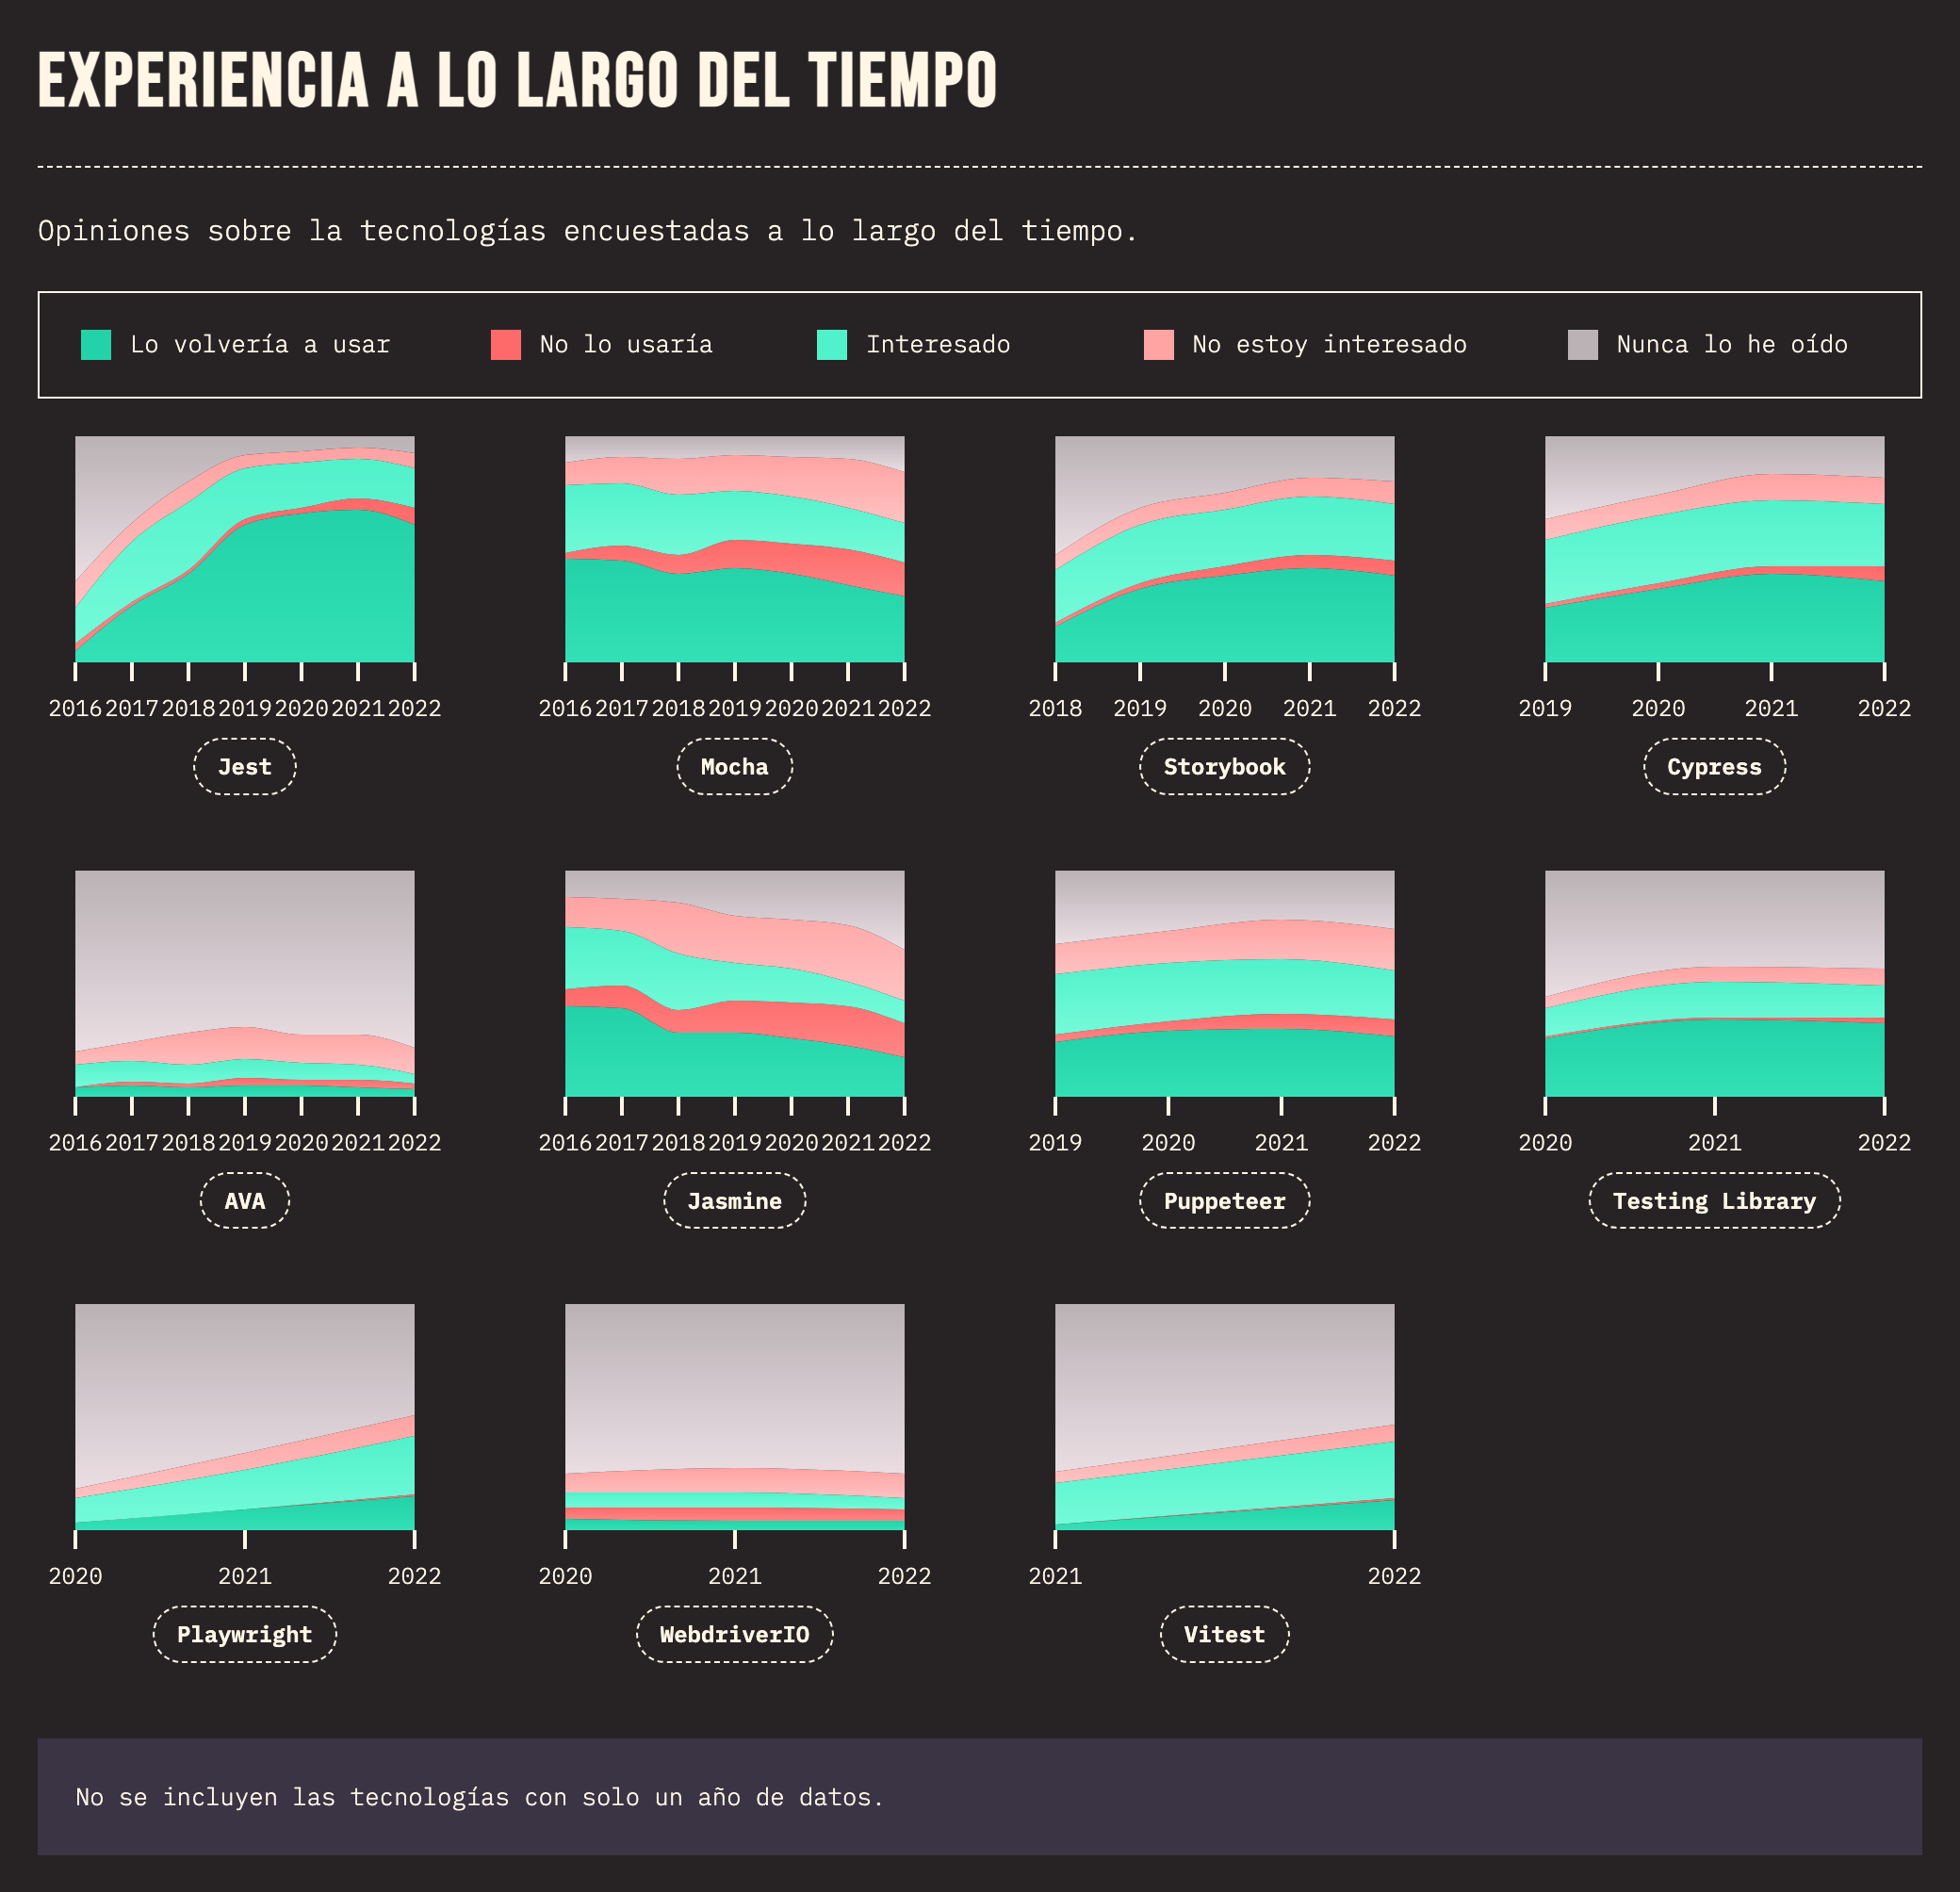 EXPERIENCIA A LO LARGO DEL TIEMPO
Opiniones sobre la tecnologías encuestadas a lo largo del tiempo.
Lo volvería a usar No lo usaría Interesado No estoy interesado Nunca lo he oído
2016 2017 2018 2019 2020 2021 2022 2016 2017 2018 2019 2020 2021 2022 2018 2019 2020 2021 2022 2019 2020 2021 2022
Jest Mocha Storybook Cypress
2016 2017 2018 2019 2020 2021 2022 2016 2017 2018 2019 2020 2021 2022 2019 2020 2021 2022 2020 2021 2022
AVA Jasmine Puppeteer Testing Library
2020 2021 2022 2020 2021 2022 2021 2022
Playwright WebdriverIO Vitest
No se incluyen las tecnologías con solo un año de datos.